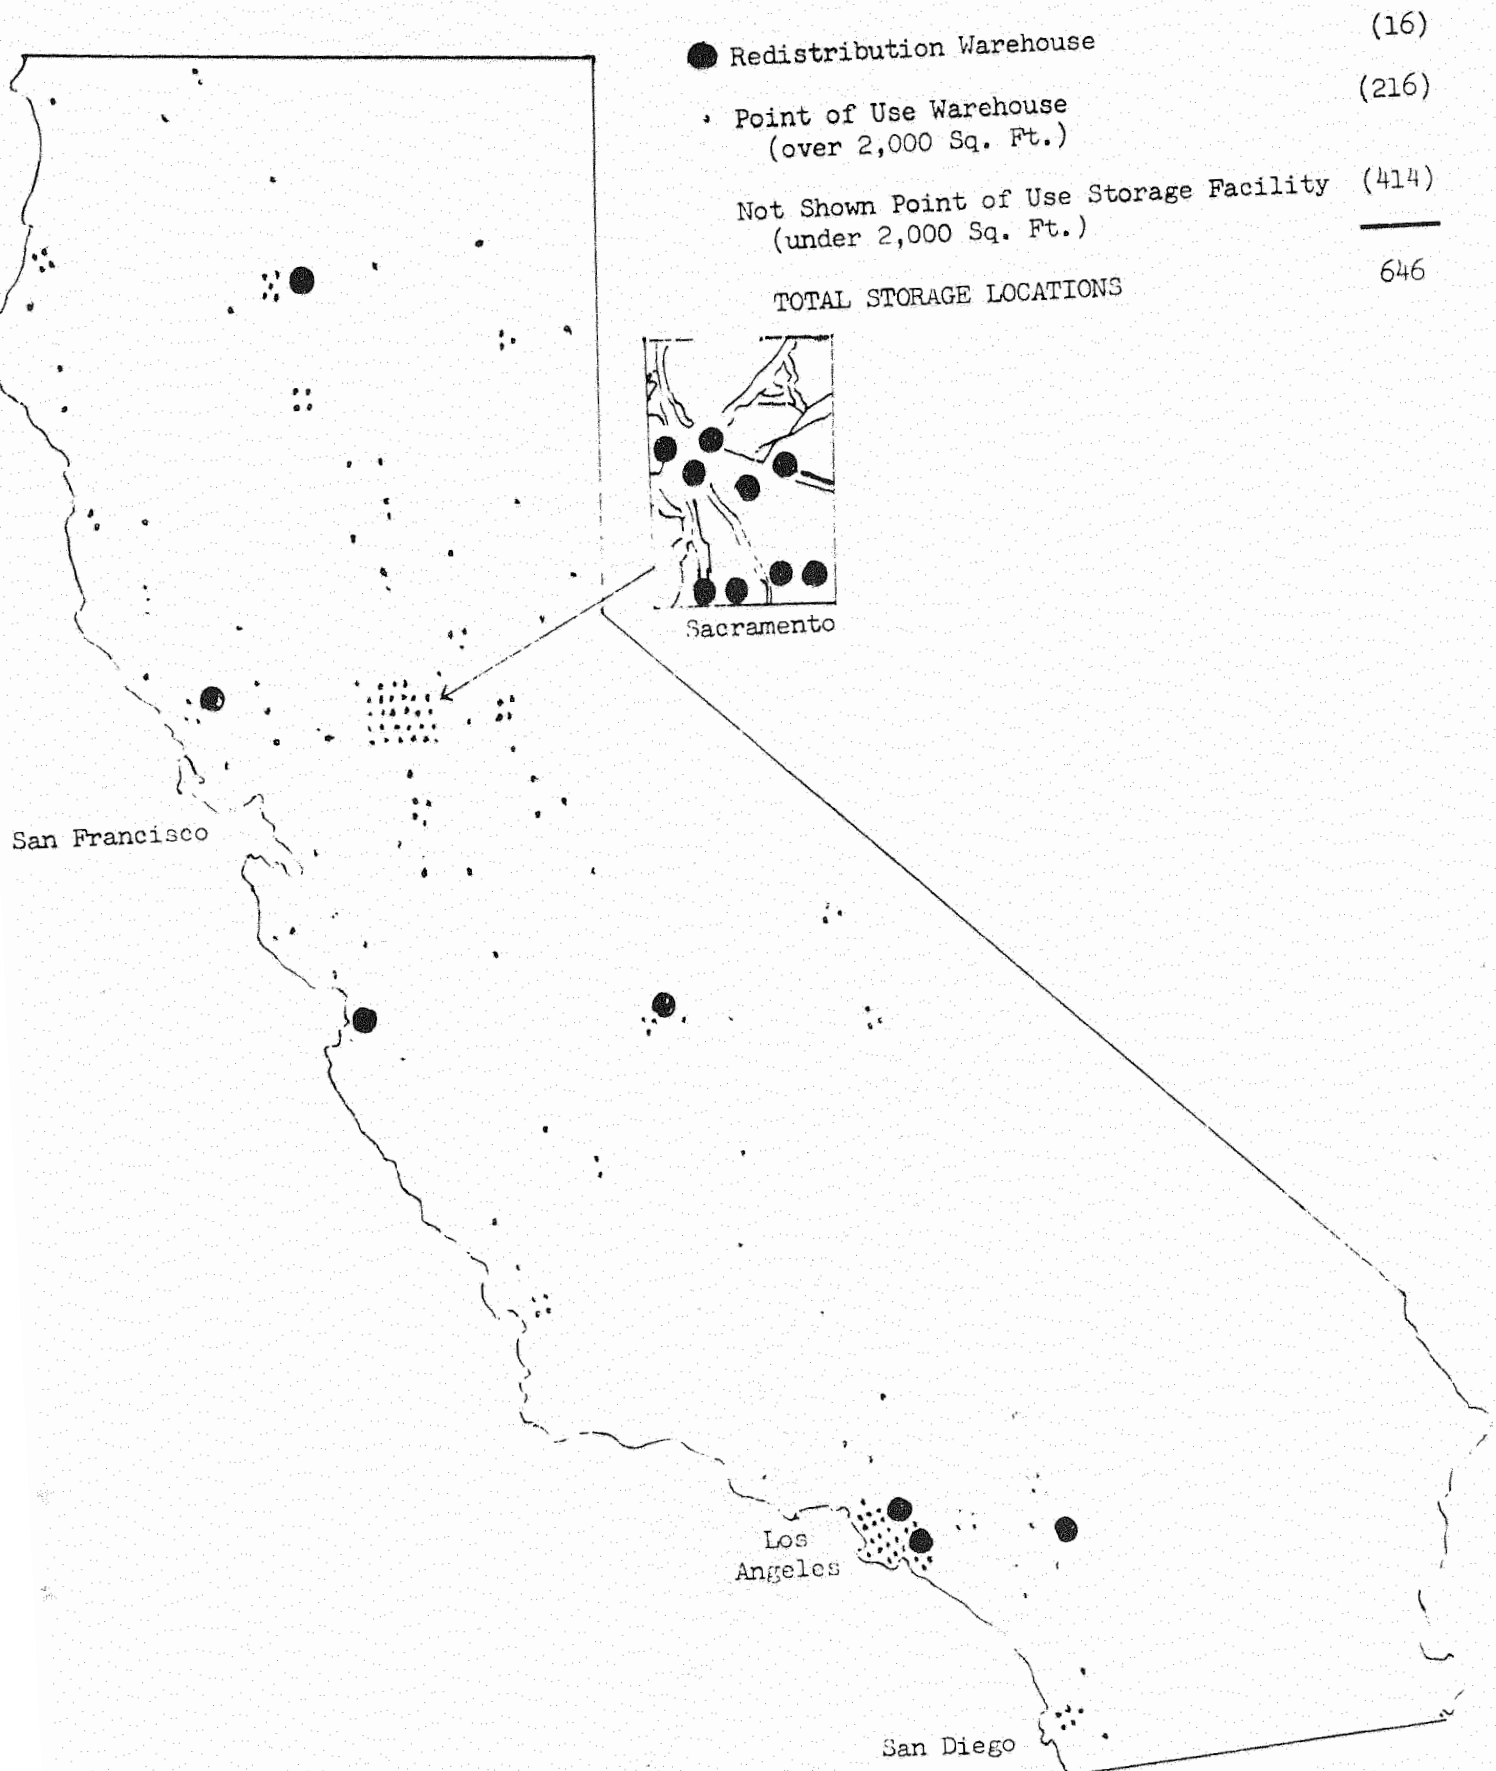 Redistribution Warehouse (16)
Point of Use Warehouse (216)
(over 2,000 Sq. Ft.)
Not Shown Point of Use Storage Facility (414)
(under 2,000 Sq. Ft.)
TOTAL STORAGE LOCATIONS 646
Sacramento
San Francisco
Los
Angeles
San Diego